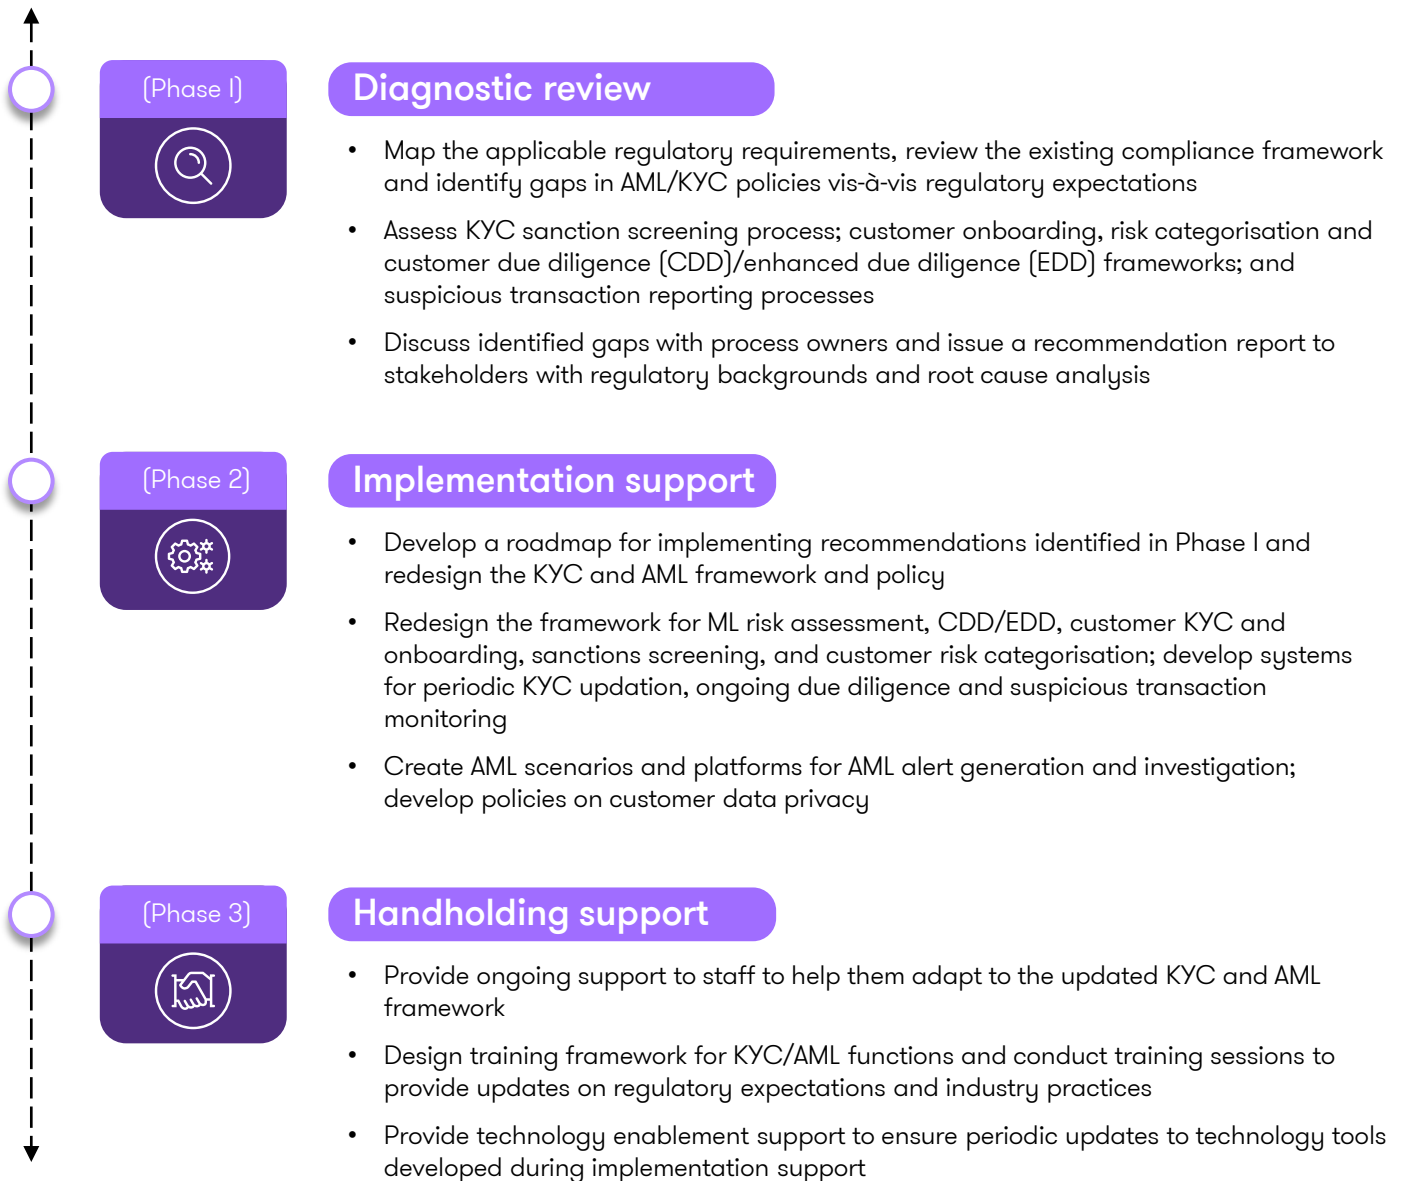 (Phase I)
Diagnostic review
• Map the applicable regulatory requirements, review the existing compliance framework
and identify gaps in AML/KYC policies vis-à-vis regulatory expectations
• Assess KYC sanction screening process; customer onboarding, risk categorisation and
customer due diligence (CDD)/enhanced due diligence (EDD) frameworks; and
suspicious transaction reporting processes
• Discuss identified gaps with process owners and issue a recommendation report to
stakeholders with regulatory backgrounds and root cause analysis
(Phase 2)
Implementation support
• Develop a roadmap for implementing recommendations identified in Phase I and
redesign the KYC and AML framework and policy
• Redesign the framework for ML risk assessment, CDD/EDD, customer KYC and
onboarding, sanctions screening, and customer risk categorisation; develop systems
for periodic KYC updation, ongoing due diligence and suspicious transaction
monitoring
• Create AML scenarios and platforms for AML alert generation and investigation;
develop policies on customer data privacy
(Phase 3)
Handholding support
• Provide ongoing support to staff to help them adapt to the updated KYC and AML
framework
• Design training framework for KYC/AML functions and conduct training sessions to
provide updates on regulatory expectations and industry practices
• Provide technology enablement support to ensure periodic updates to technology tools
developed during implementation support